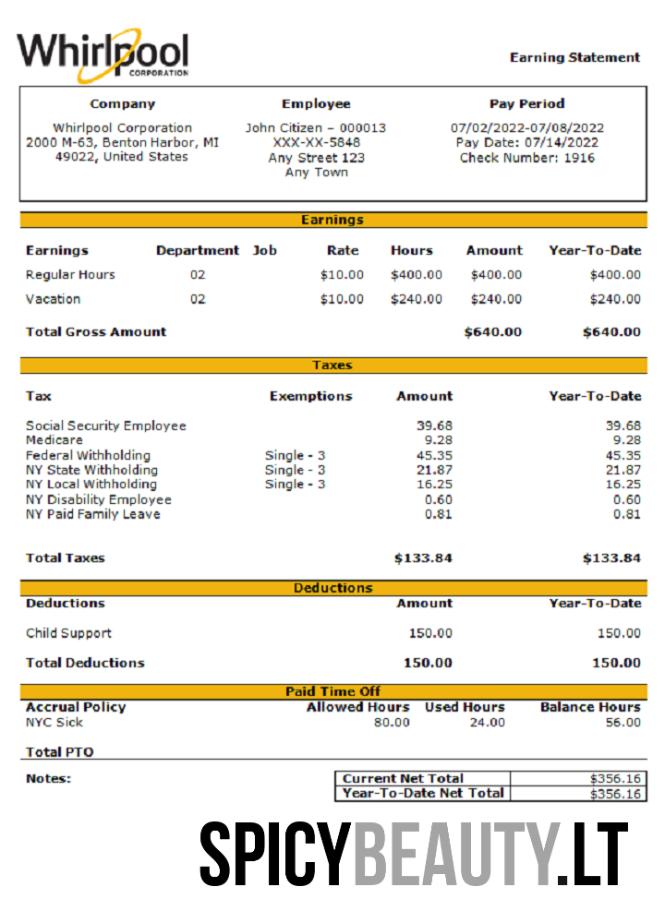 Whirlpool
CORPORATION
Earning Statement
Company Employee Pay Period
Whirlpool Corporation John Citizen – 000013 07/02/2022-07/08/2022
2000 M-63, Benton Harbor, MI XXX-XX-5848 Pay Date: 07/14/2022
49022, United States Any Street 123 Check Number: 1916
Any Town
Earnings
Earnings Department Job Rate Hours Amount Year-To-Date
Regular Hours 02 $10.00 $400.00 $400.00 $400.00
Vacation 02 $10.00 $240.00 $240.00 $240.00
Total Gross Amount $640.00 $640.00
Taxes
Tax Exemptions Amount Year-To-Date
Social Security Employee 39.68 39.68
Medicare 9.28 9.28
Federal Withholding Single - 3 45.35 45.35
NY State Withholding Single - 3 21.87 21.87
NY Local Withholding Single - 3 16.25 16.25
NY Disability Employee 0.60 0.60
NY Paid Family Leave 0.81 0.81
Total Taxes $133.84 $133.84
Deductions
Deductions Amount Year-To-Date
Child Support 150.00 150.00
Total Deductions 150.00 150.00
Paid Time Off
Accrual Policy Allowed Hours Used Hours Balance Hours
NYC Sick 80.00 24.00 56.00
Total PTO
Notes: Current Net Total $356.16
Year-To-Date Net Total $356.16
SPICYBEAUTY.LT